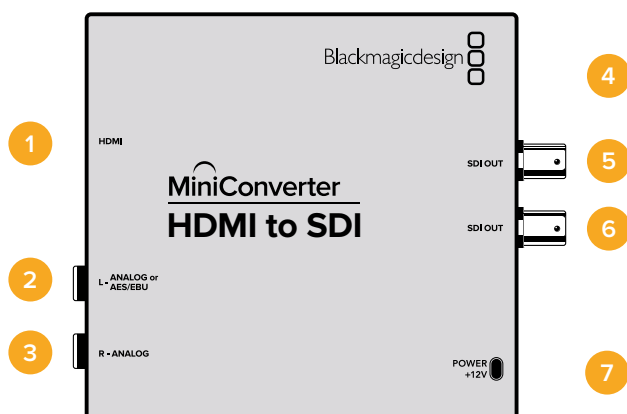 Blackmagicdesign
4
1
HDMI
SDI OUT
5
MiniConverter
HDMI to SDI
SDI OUT
6
2
L - ANALOG or
AES/EBU
3
R - ANALOG
POWER
+12V
7